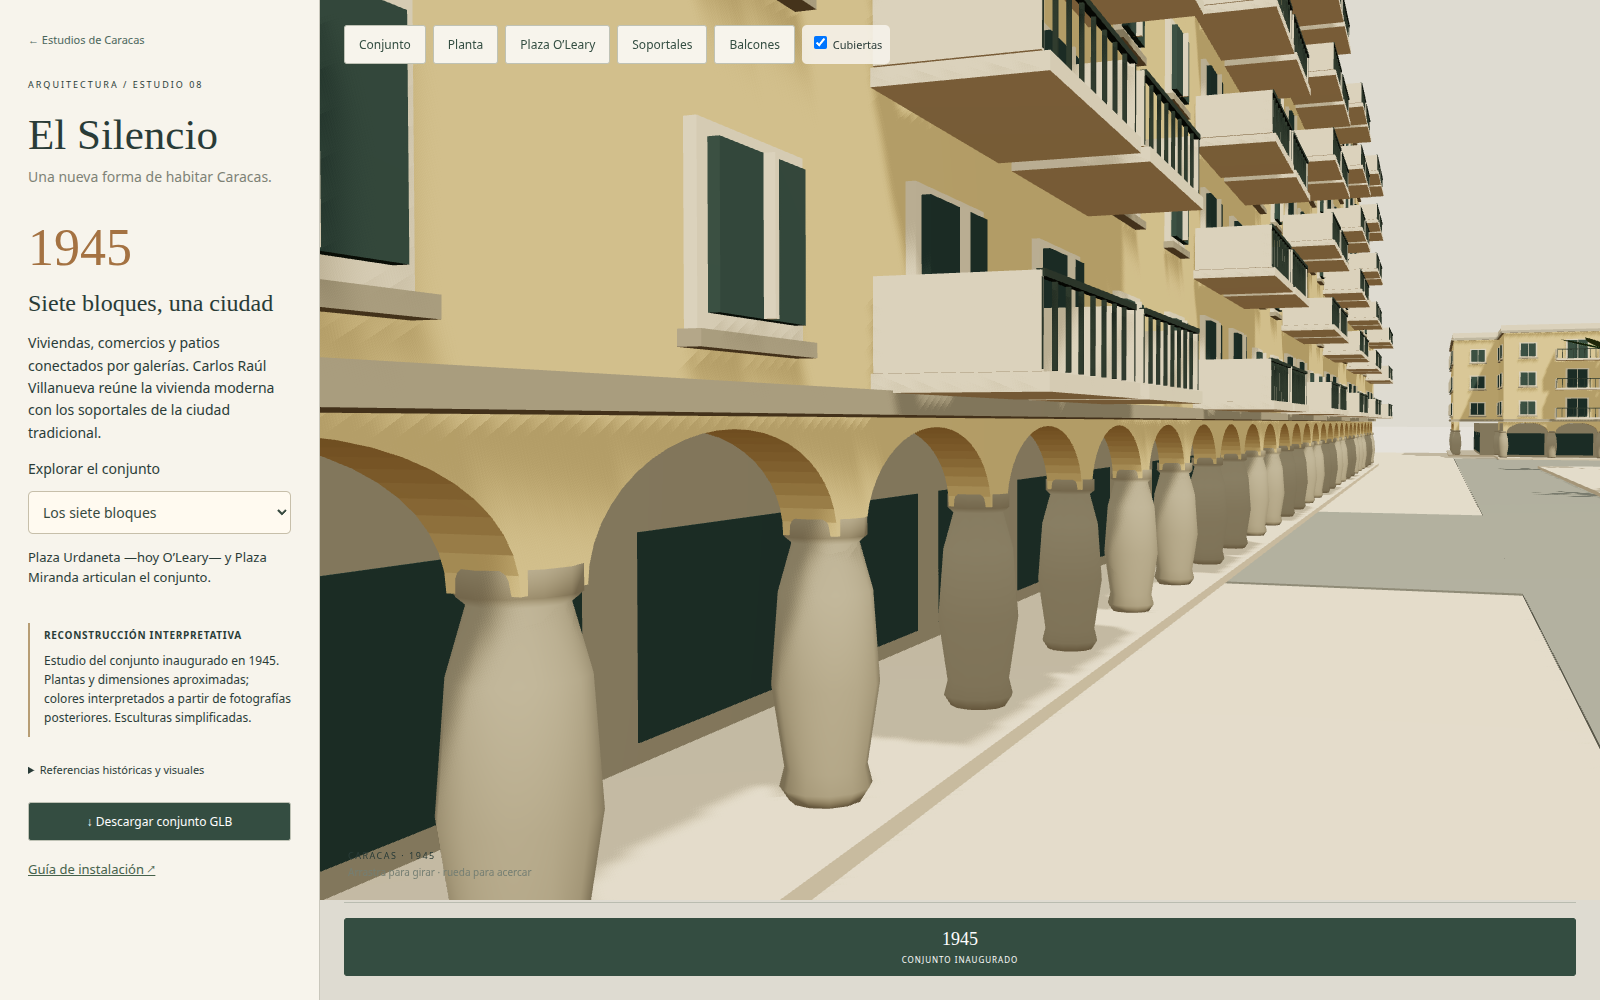 ← Estudios de Caracas
ARQUITECTURA / ESTUDIO 08
El Silencio
Una nueva forma de habitar Caracas.
1945
Siete bloques, una ciudad
Viviendas, comercios y patios
conectados por galerías. Carlos Raúl
Villanueva reúne la vivienda moderna
con los soportales de la ciudad
tradicional.
Explorar el conjunto
Los siete bloques
Plaza Urdaneta —hoy O’Leary— y Plaza
Miranda articulan el conjunto.
RECONSTRUCCIÓN INTERPRETATIVA
Estudio del conjunto inaugurado en 1945.
Plantas y dimensiones aproximadas;
colores interpretados a partir de fotografías
posteriores. Esculturas simplificadas.
▶ Referencias históricas y visuales
↓ Descargar conjunto GLB
Guía de instalación ↗
Conjunto
Planta
Plaza O’Leary
Soportales
Balcones
Cubiertas
CARACAS · 1945
para girar · rueda para acercar
1945
CONJUNTO INAUGURADO